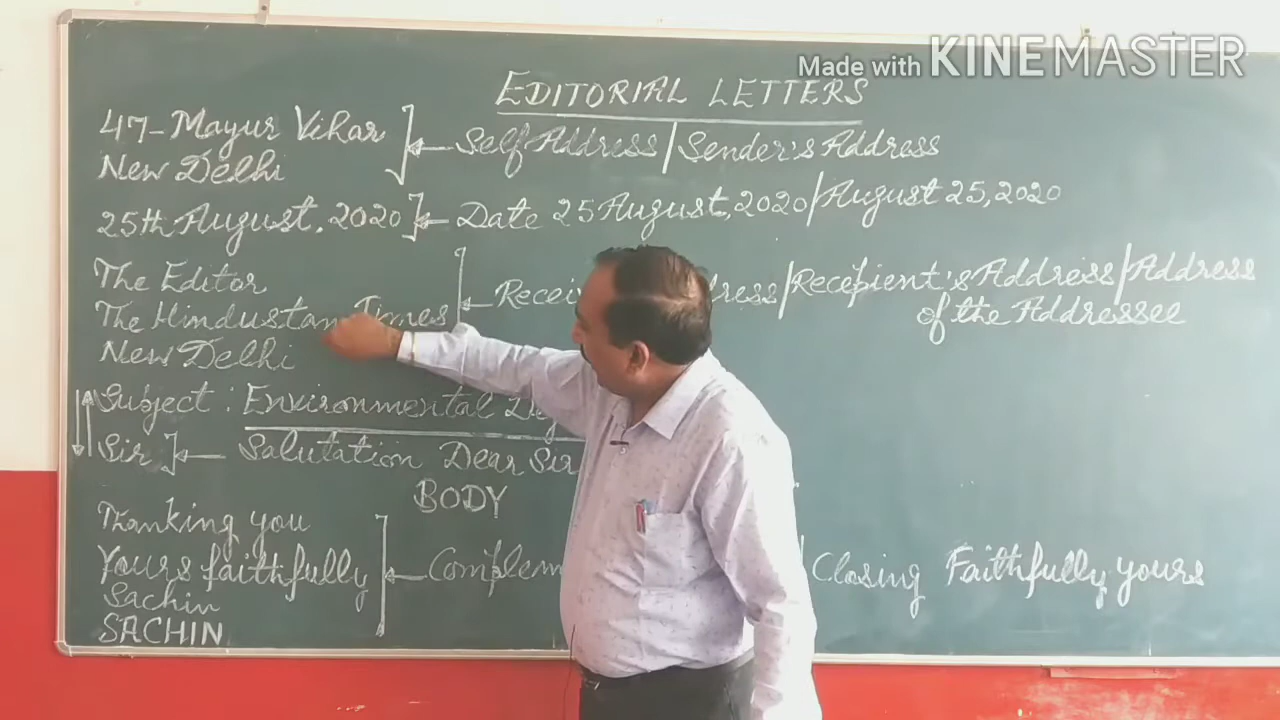 Made with KINEMASTER
EDITORIAL LETTERS
47-Mayur Vihar
New Delhi
Self Address/Sender's Address
25th August, 2020
Date 25 August, 2020/August 25, 2020
The Editor
The Hindustan Times
New Delhi
/Recipient's Address/Address
of the Addressee
Subject: Environmental
Sir
Salutation Dear Sir
BODY
Thanking you
Yours faithfully
Closing Faithfully yours
Sachin
SACHIN